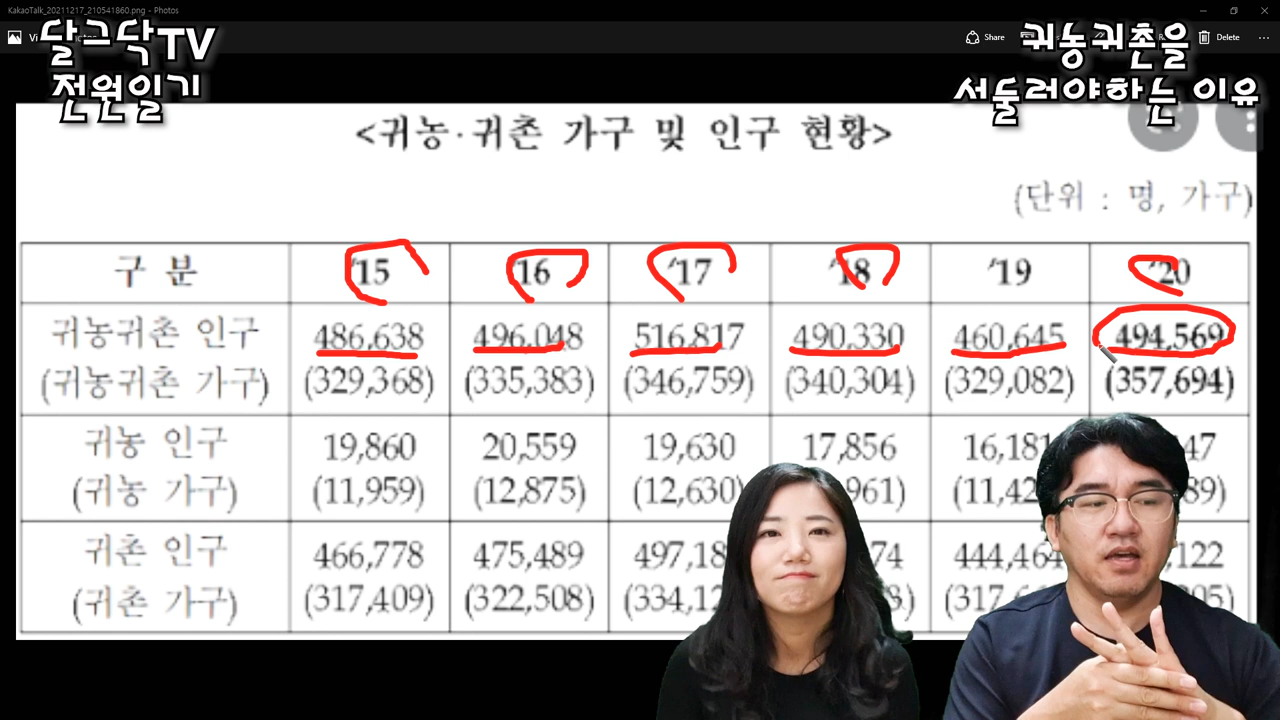 KakaoTalk_20211217_210541860.png - Photos
Share
Delete
달그닥TV
전원일기
귀농귀촌을
서둘러야하는 이유
<귀농·귀촌 가구 및 인구 현황>
(단위 : 명, 가구)
구 분 '15 '16 '17 '18 '19 '20
귀농귀촌 인구 486,638 496,048 516,817 490,330 460,645 494,569
(귀농귀촌 가구) (329,368) (335,383) (346,759) (340,304) (329,082) (357,694)
귀농 인구 19,860 20,559 19,630 17,856
(귀농 가구) (11,959) (12,875) (12,630)
귀촌 인구 466,778 475,489
(귀촌 가구) (317,409) (322,508)